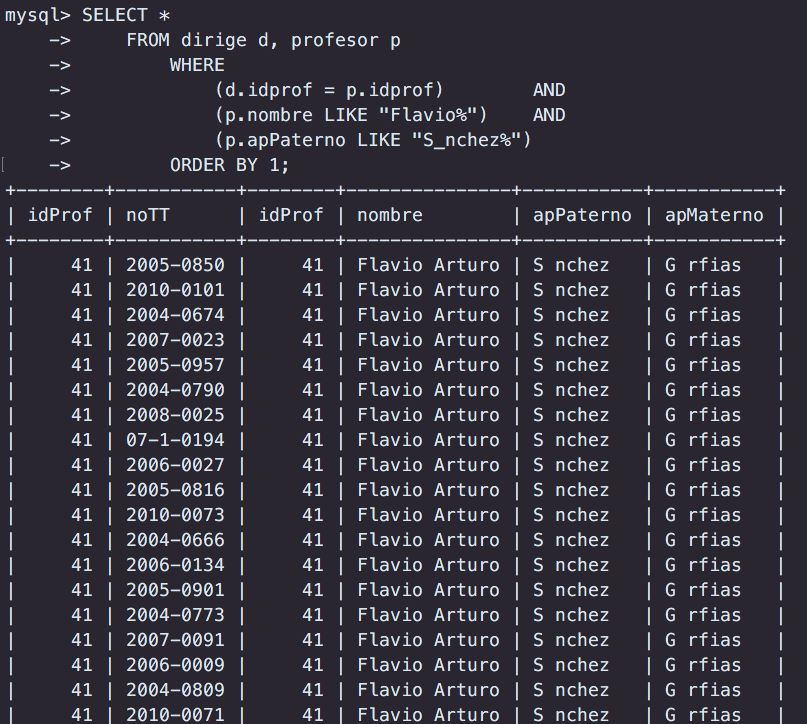 mysql> SELECT *
    ->     FROM dirige d, profesor p
    ->         WHERE
    ->             (d.idprof = p.idprof)        AND
    ->             (p.nombre LIKE "Flavio%")    AND
    ->             (p.apPaterno LIKE "S_nchez%")
    ->         ORDER BY 1;
+--------+-----------+--------+----------------+-----------+-----------+
| idProf | noTT      | idProf | nombre         | apPaterno | apMaterno |
+--------+-----------+--------+----------------+-----------+-----------+
|     41 | 2005-0850 |     41 | Flavio Arturo | S nchez   | G rfias   |
|     41 | 2010-0101 |     41 | Flavio Arturo | S nchez   | G rfias   |
|     41 | 2004-0674 |     41 | Flavio Arturo | S nchez   | G rfias   |
|     41 | 2007-0023 |     41 | Flavio Arturo | S nchez   | G rfias   |
|     41 | 2005-0957 |     41 | Flavio Arturo | S nchez   | G rfias   |
|     41 | 2004-0790 |     41 | Flavio Arturo | S nchez   | G rfias   |
|     41 | 2008-0025 |     41 | Flavio Arturo | S nchez   | G rfias   |
|     41 | 07-1-0194 |     41 | Flavio Arturo | S nchez   | G rfias   |
|     41 | 2006-0027 |     41 | Flavio Arturo | S nchez   | G rfias   |
|     41 | 2005-0816 |     41 | Flavio Arturo | S nchez   | G rfias   |
|     41 | 2010-0073 |     41 | Flavio Arturo | S nchez   | G rfias   |
|     41 | 2004-0666 |     41 | Flavio Arturo | S nchez   | G rfias   |
|     41 | 2006-0134 |     41 | Flavio Arturo | S nchez   | G rfias   |
|     41 | 2005-0901 |     41 | Flavio Arturo | S nchez   | G rfias   |
|     41 | 2004-0773 |     41 | Flavio Arturo | S nchez   | G rfias   |
|     41 | 2007-0091 |     41 | Flavio Arturo | S nchez   | G rfias   |
|     41 | 2006-0009 |     41 | Flavio Arturo | S nchez   | G rfias   |
|     41 | 2004-0809 |     41 | Flavio Arturo | S nchez   | G rfias   |
|     41 | 2010-0071 |     41 | Flavio Arturo | S nchez   | G rfias   |